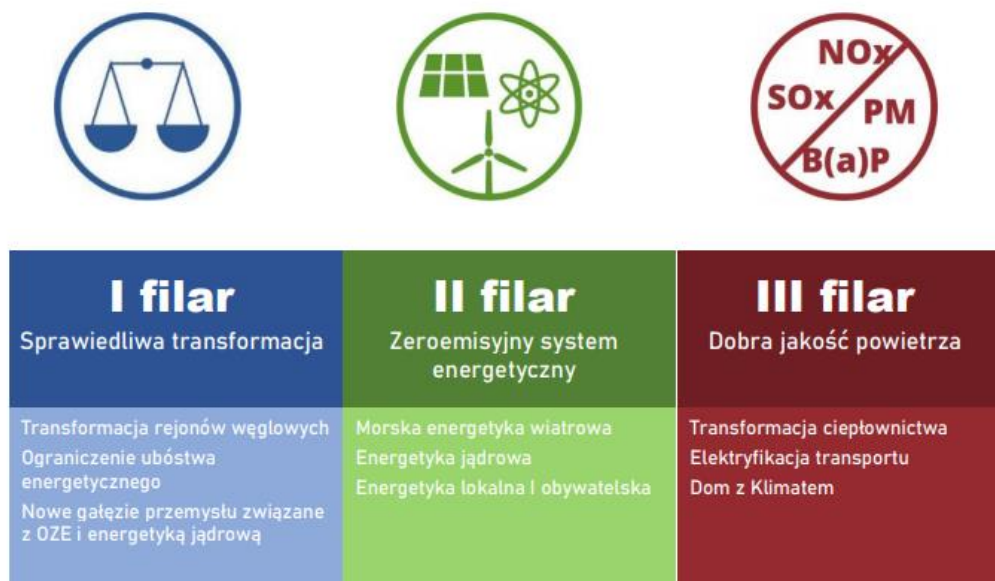 NOx
SOx
PM
B(a)P
I filar
Sprawiedliwa transformacja
Transformacja rejonów węglowych
Ograniczenie ubóstwa
energetycznego
Nowe gałęzie przemysłu związane
z OZE i energetyką jądrową
II filar
Zeroemisyjny system
energetyczny
Morska energetyka wiatrowa
Energetyka jądrowa
Energetyka lokalna I obywatelska
III filar
Dobra jakość powietrza
Transformacja ciepłownictwa
Elektryfikacja transportu
Dom z Klimatem